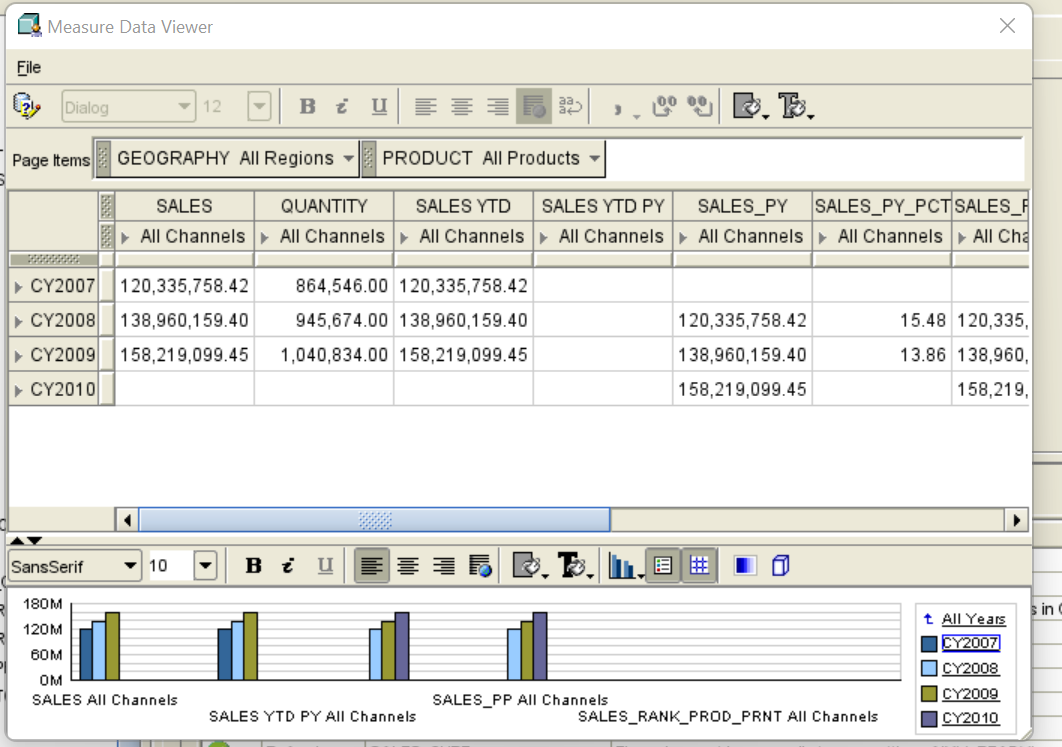 Measure Data Viewer
File
Dialog 12 B i U
Page Items GEOGRAPHY All Regions PRODUCT All Products
SALES QUANTITY SALES YTD SALES YTD PY SALES_PY SALES_PY_PCT SALES_
All Channels All Channels All Channels All Channels All Channels All Channels All Cha
CY2007 120,335,758.42 864,546.00 120,335,758.42
CY2008 138,960,159.40 945,674.00 138,960,159.40 120,335,758.42 15.48 120,335,
CY2009 158,219,099.45 1,040,834.00 158,219,099.45 138,960,159.40 13.86 138,960,
CY2010 158,219,099.45 158,219,
SansSerif 10 B i U
180M
120M
60M
0M
SALES All Channels SALES_PP All Channels
SALES YTD PY All Channels SALES_RANK_PROD_PRNT All Channels
All Years
CY2007
CY2008
CY2009
CY2010